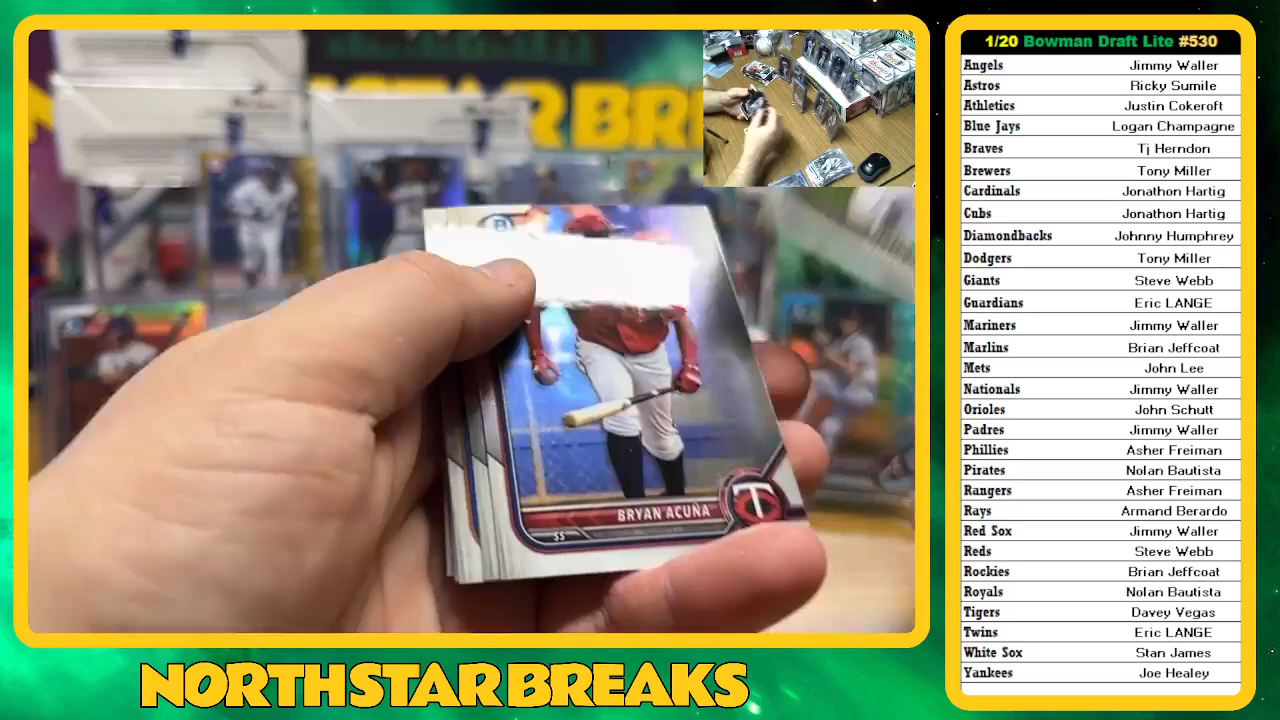 BR
BRYAN ACUÑA
SS
NORTHSTAR BREAKS
1/20 Bowman Draft Lite #530
Angels Jimmy Waller
Astros Ricky Sumile
Athletics Justin Cokeroft
Blue Jays Logan Champagne
Braves Tj Herndon
Brewers Tony Miller
Cardinals Jonathon Hartig
Cubs Jonathon Hartig
Diamondbacks Johnny Humphrey
Dodgers Tony Miller
Giants Steve Webb
Guardians Eric LANGE
Mariners Jimmy Waller
Marlins Brian Jeffcoat
Mets John Lee
Nationals Jimmy Waller
Orioles John Schutt
Padres Jimmy Waller
Phillies Asher Freiman
Pirates Nolan Bautista
Rangers Asher Freiman
Rays Armand Berardo
Red Sox Jimmy Waller
Reds Steve Webb
Rockies Brian Jeffcoat
Royals Nolan Bautista
Tigers Davey Vegas
Twins Eric LANGE
White Sox Stan James
Yankees Joe Healey